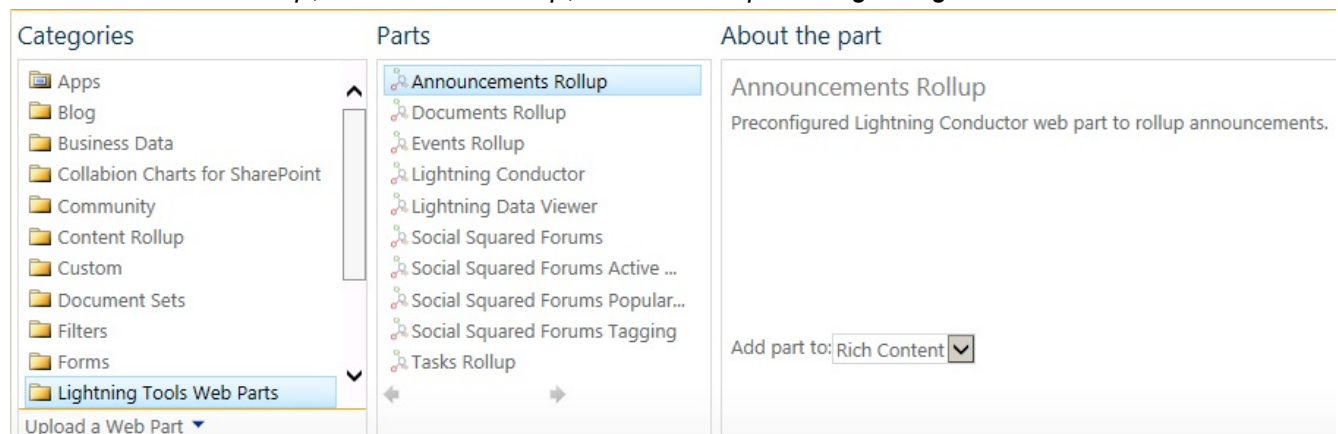 Categories
Apps
Blog
Business Data
Collabion Charts for SharePoint
Community
Content Rollup
Custom
Document Sets
Filters
Forms
Lightning Tools Web Parts
Upload a Web Part
Parts
Announcements Rollup
Documents Rollup
Events Rollup
Lightning Conductor
Lightning Data Viewer
Social Squared Forums
Social Squared Forums Active ...
Social Squared Forums Popular...
Social Squared Forums Tagging
Tasks Rollup
About the part
Announcements Rollup
Preconfigured Lightning Conductor web part to rollup announcements.
Add part to: Rich Content